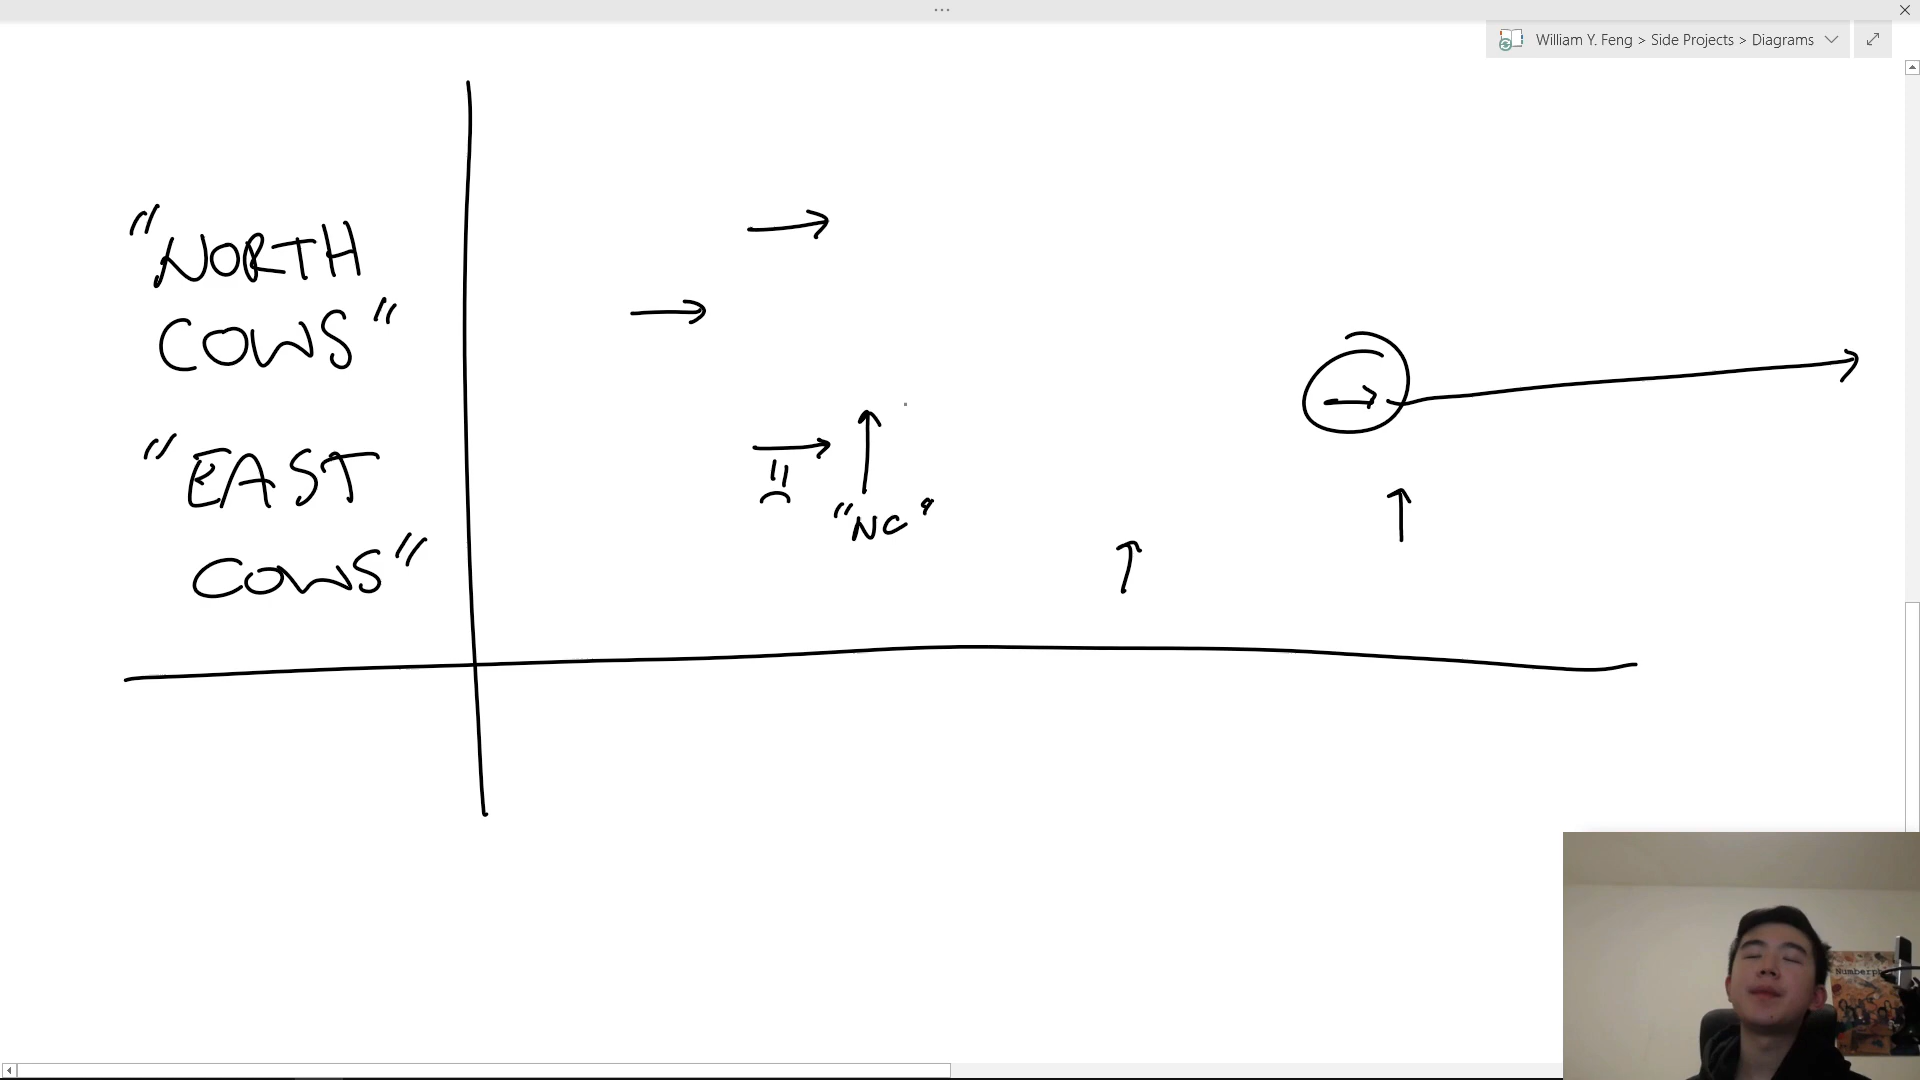 William Y. Feng > Side Projects > Diagrams
"NORTH
COWS"
"EAST
COWS"
"NC"